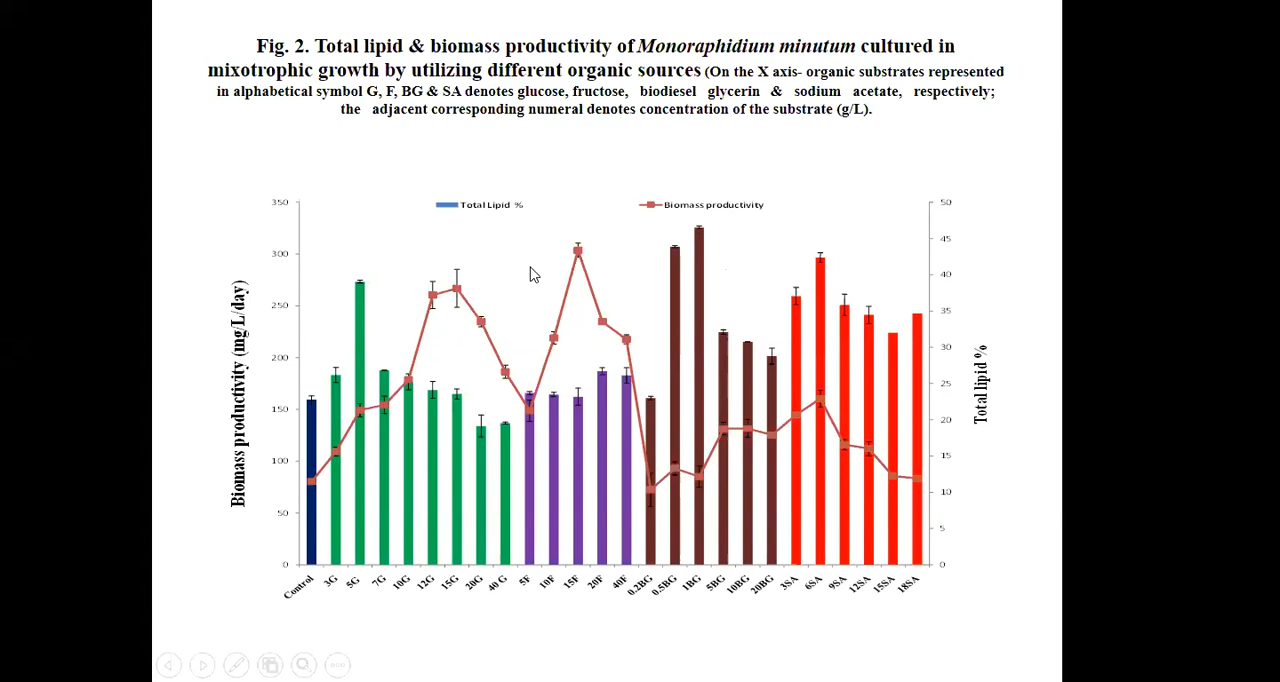 Fig. 2. Total lipid & biomass productivity of Monoraphidium minutum cultured in
mixotrophic growth by utilizing different organic sources (On the X axis- organic substrates represented
in alphabetical symbol G, F, BG & SA denotes glucose, fructose, biodiesel glycerin & sodium acetate, respectively;
the adjacent corresponding numeral denotes concentration of the substrate (g/L).
Total Lipid %
Biomass productivity
Biomass productivity (mg/L/day)
350
300
250
200
150
100
50
0
50
45
40
35
30
25
20
15
10
5
0
Total lipid %
Control
3G
5G
7G
10G
12G
15G
20G
40 G
5F
10F
15F
20F
40F
0.2BG
0.5BG
1BG
5BG
10BG
20BG
3SA
6SA
9SA
12SA
15SA
18SA